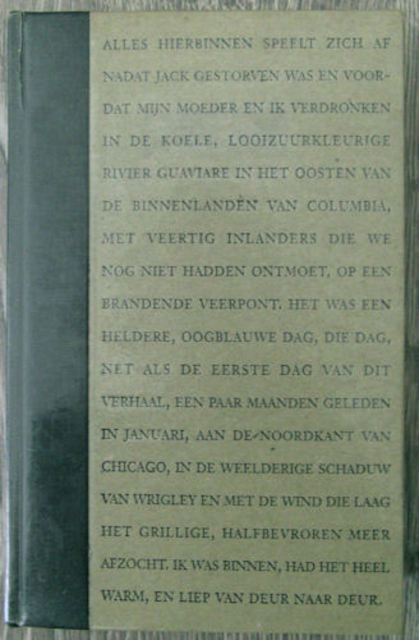 ALLES HIERBINNEN SPEELT ZICH AF
NADAT JACK GESTORVEN WAS EN VOOR-
DAT MIJN MOEDER EN IK VERDRONKEN
IN DE KOELE, LOOIZUURKLEURIGE
RIVIER GUAVIARE IN HET OOSTEN VAN
DE BINNENLANDEN VAN COLUMBIA,
MET VEERTIG INLANDERS DIE WE
NOG NIET HADDEN ONTMOET, OP EEN
BRANDENDE VEERPONT. HET WAS EEN
HELDERE, OOGBLAUWE DAG, DIE DAG,
NET ALS DE EERSTE DAG VAN DIT
VERHAAL, EEN PAAR MAANDEN GELEDEN
IN JANUARI, AAN DE NOORDKANT VAN
CHICAGO, IN DE WEELDERIGE SCHADUW
VAN WRIGLEY EN MET DE WIND DIE LAAG
HET GRILLIGE, HALFBEVROREN MEER
AFZOCHT. IK WAS BINNEN, HAD HET HEEL
WARM, EN LIEP VAN DEUR NAAR DEUR.